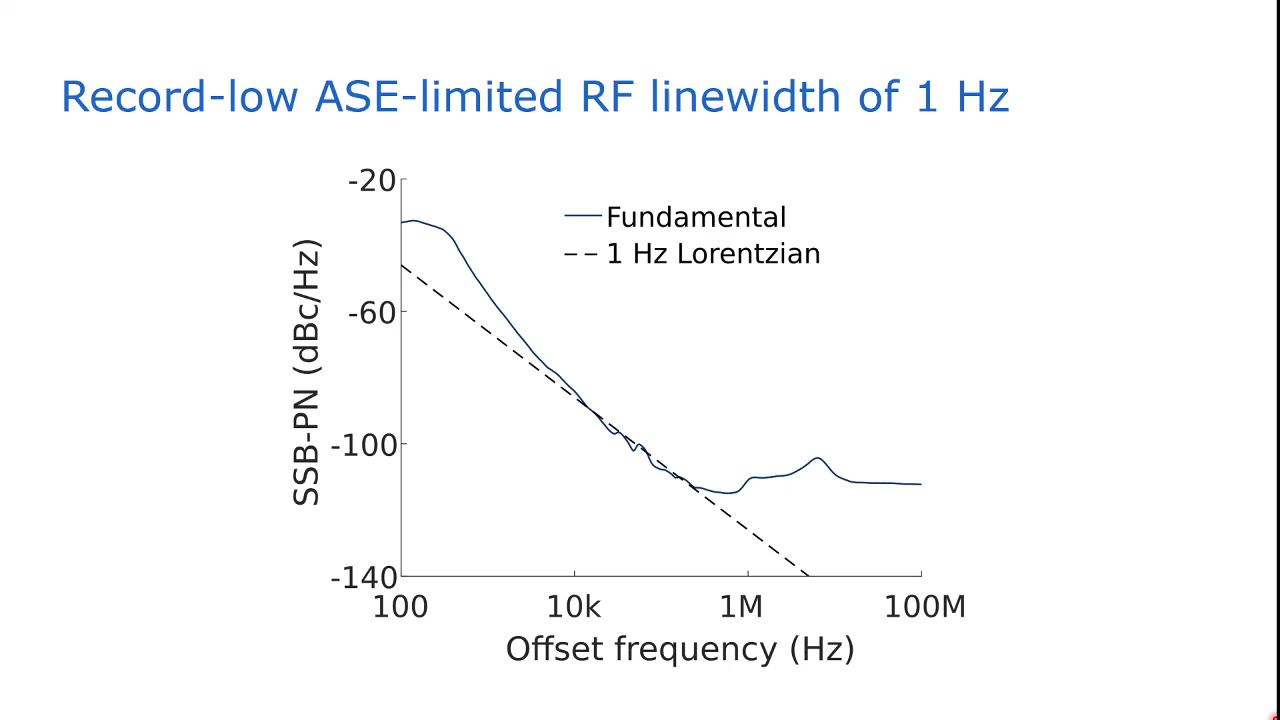 Record-low ASE-limited RF linewidth of 1 Hz
-20
Fundamental
1 Hz Lorentzian
-60
SSB-PN (dBc/Hz)
-100
-140
100 10k 1M 100M
Offset frequency (Hz)